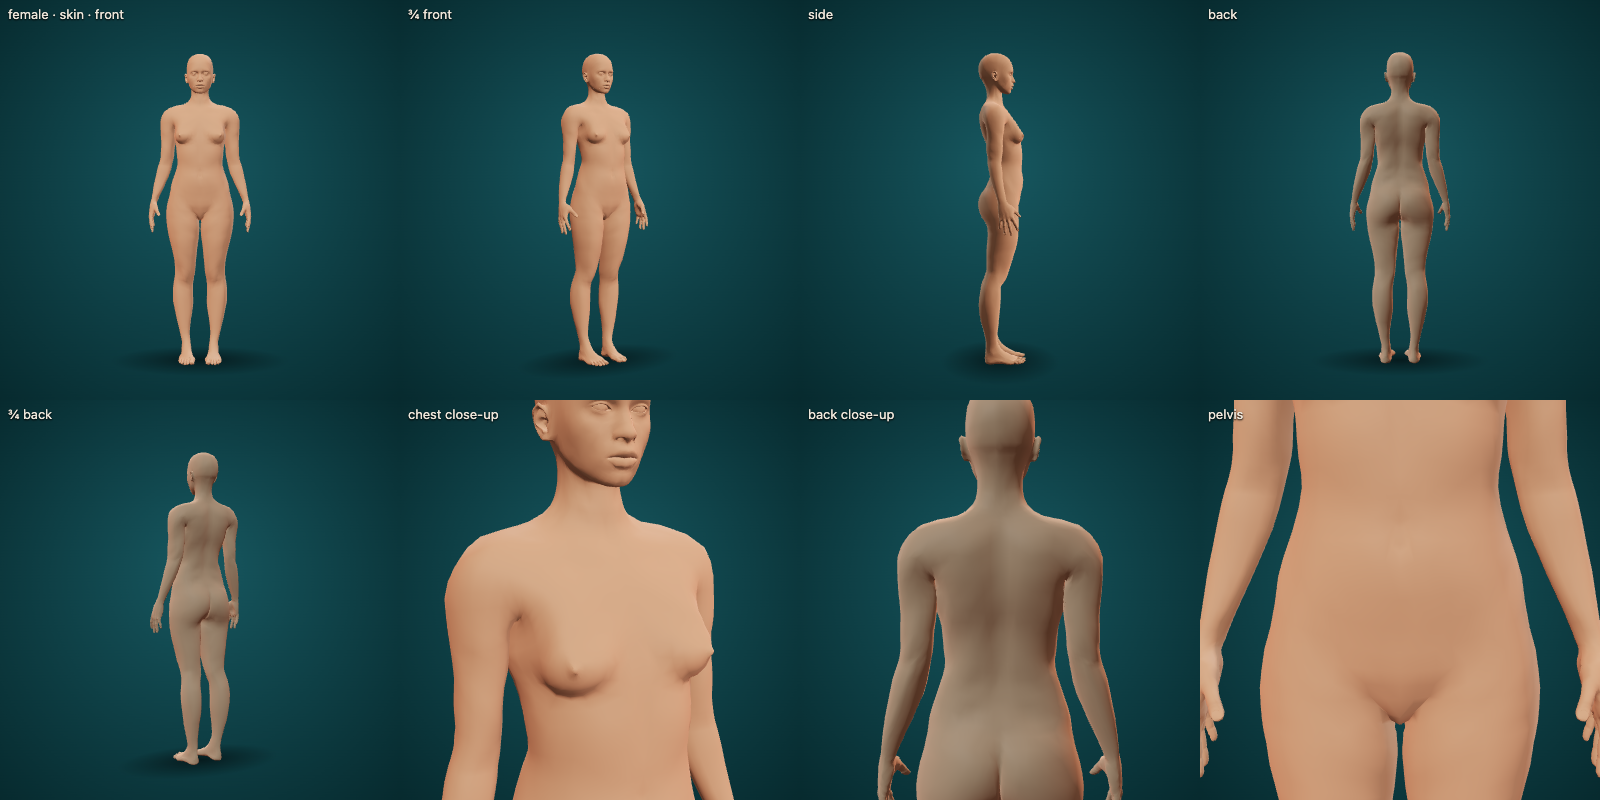 female · skin · front
¾ front
side
back
¾ back
chest close-up
back close-up
pelvis